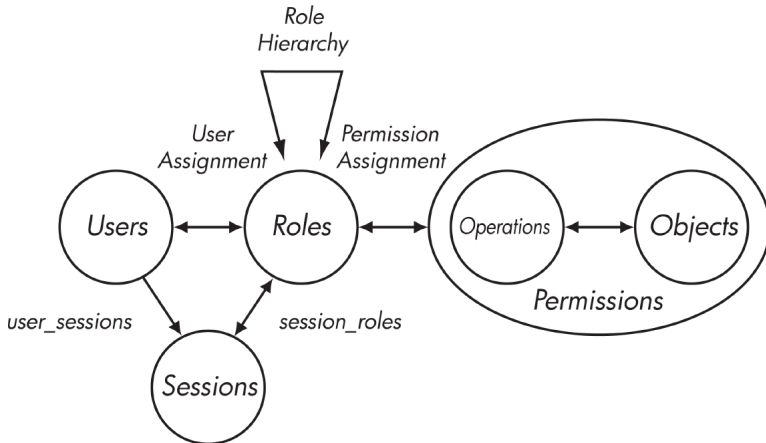 Role
Hierarchy
User
Assignment
Permission
Assignment
Users
Roles
Operations
Objects
Permissions
user_sessions
session_roles
Sessions